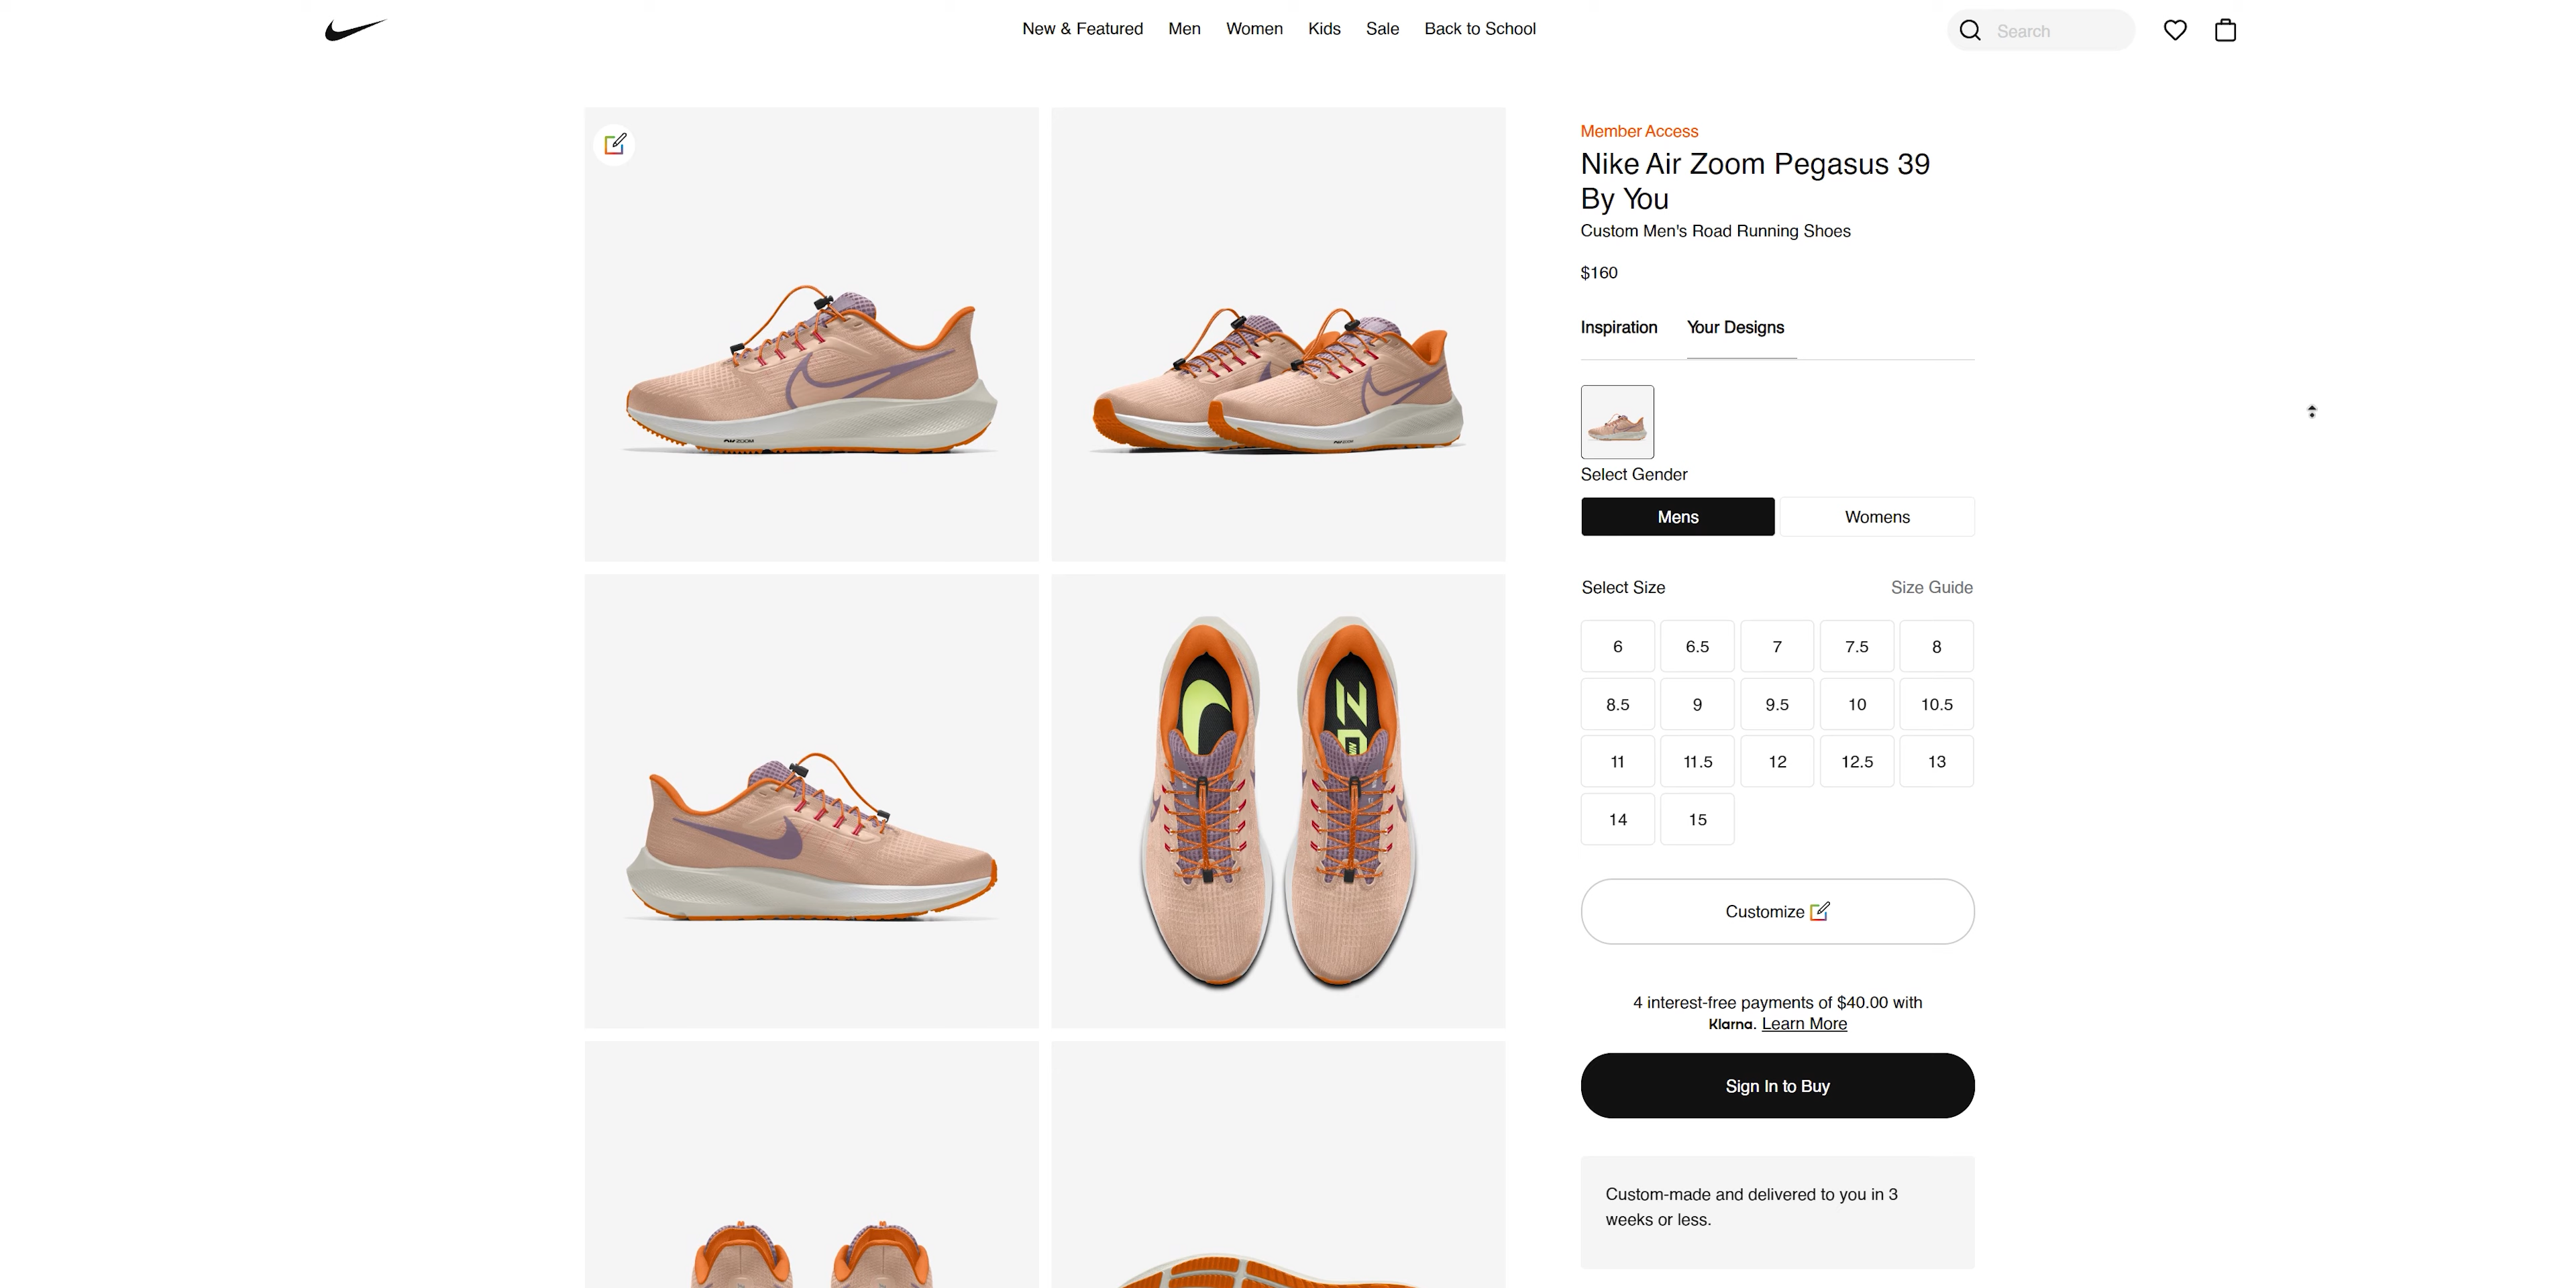 New & Featured Men Women Kids Sale Back to School
Search
Member Access
Nike Air Zoom Pegasus 39
By You
Custom Men's Road Running Shoes
$160
Inspiration Your Designs
Select Gender
Mens Womens
Select Size Size Guide
6 6.5 7 7.5 8
8.5 9 9.5 10 10.5
11 11.5 12 12.5 13
14 15
Customize
4 interest-free payments of $40.00 with
Klarna. Learn More
Sign In to Buy
Custom-made and delivered to you in 3
weeks or less.